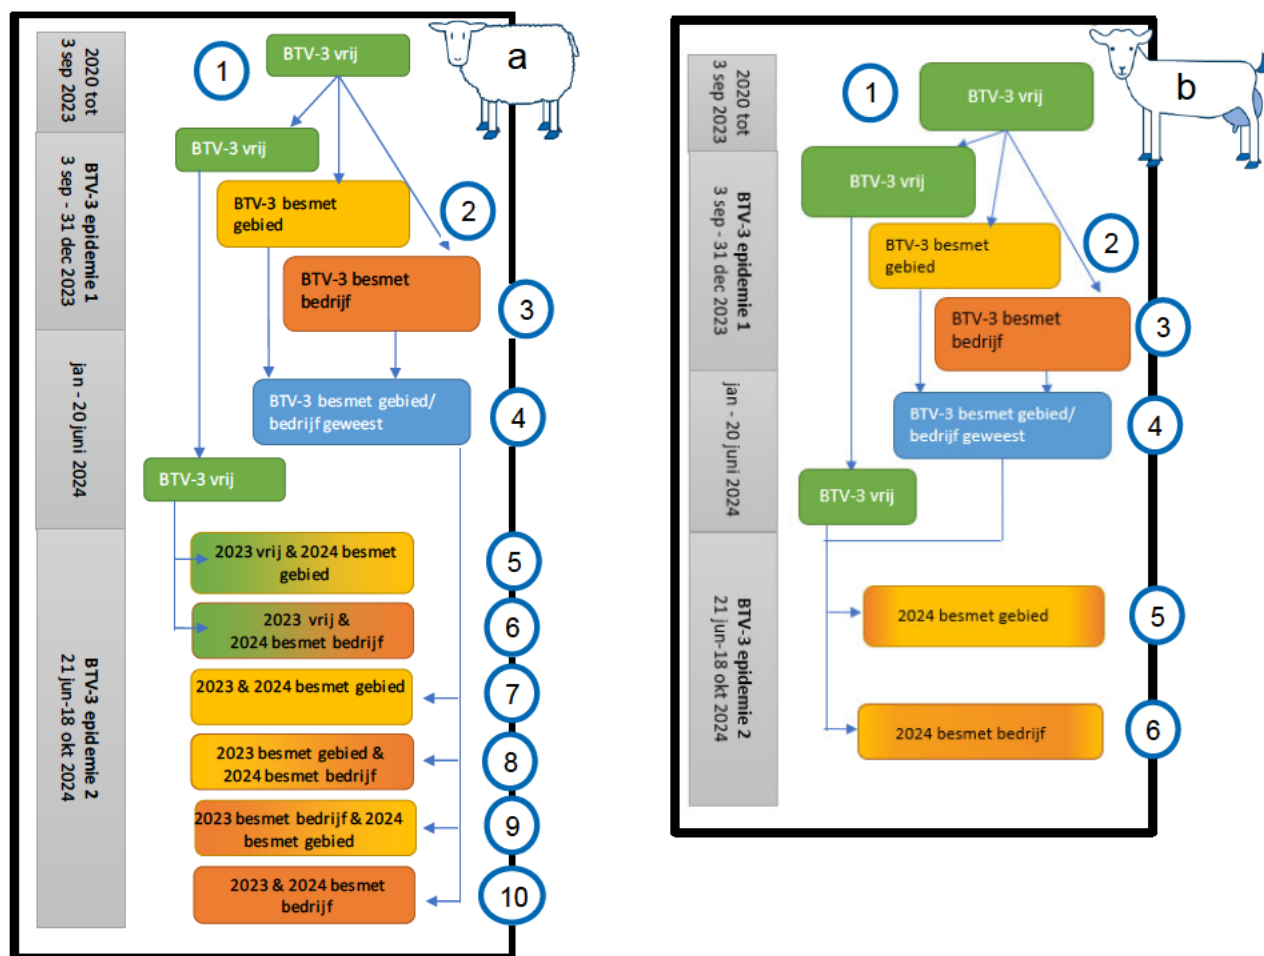 a
2020 tot
3 sep 2023
1
BTV-3 vrij
BTV-3 vrij
BTV-3 epidemie 1
3 sep - 31 dec 2023
BTV-3 besmet
gebied
2
BTV-3 besmet
bedrijf
3
jan - 20 juni 2024
BTV-3 besmet gebied/
bedrijf geweest
4
BTV-3 vrij
BTV-3 epidemie 2
21 jun-18 okt 2024
2023 vrij & 2024 besmet
gebied
5
2023 vrij &
2024 besmet bedrijf
6
2023 & 2024 besmet gebied
7
2023 besmet gebied &
2024 besmet bedrijf
8
2023 besmet bedrijf & 2024
besmet gebied
9
2023 & 2024 besmet
bedrijf
10
b
2020 tot
3 sep 2023
1
BTV-3 vrij
BTV-3 vrij
BTV-3 epidemie 1
3 sep - 31 dec 2023
BTV-3 besmet
gebied
2
BTV-3 besmet
bedrijf
3
jan - 20 juni 2024
BTV-3 besmet gebied/
bedrijf geweest
4
BTV-3 vrij
BTV-3 epidemie 2
21 jun-18 okt 2024
2024 besmet gebied
5
2024 besmet bedrijf
6